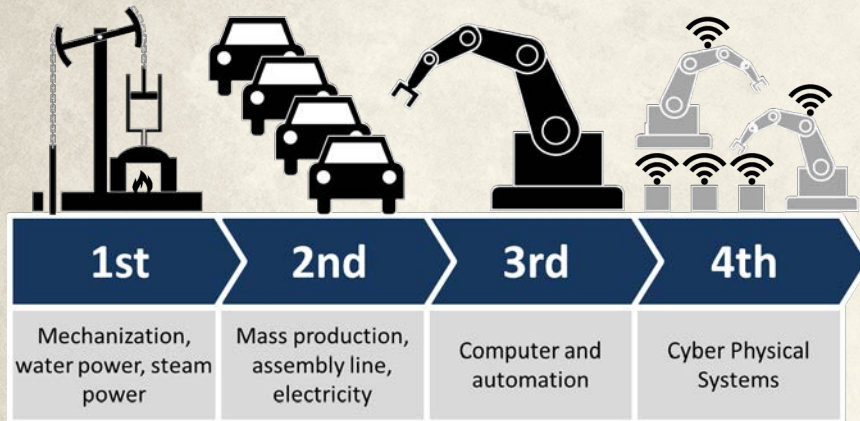 1st
2nd
3rd
4th
Mechanization,
water power, steam
power
Mass production,
assembly line,
electricity
Computer and
automation
Cyber Physical
Systems